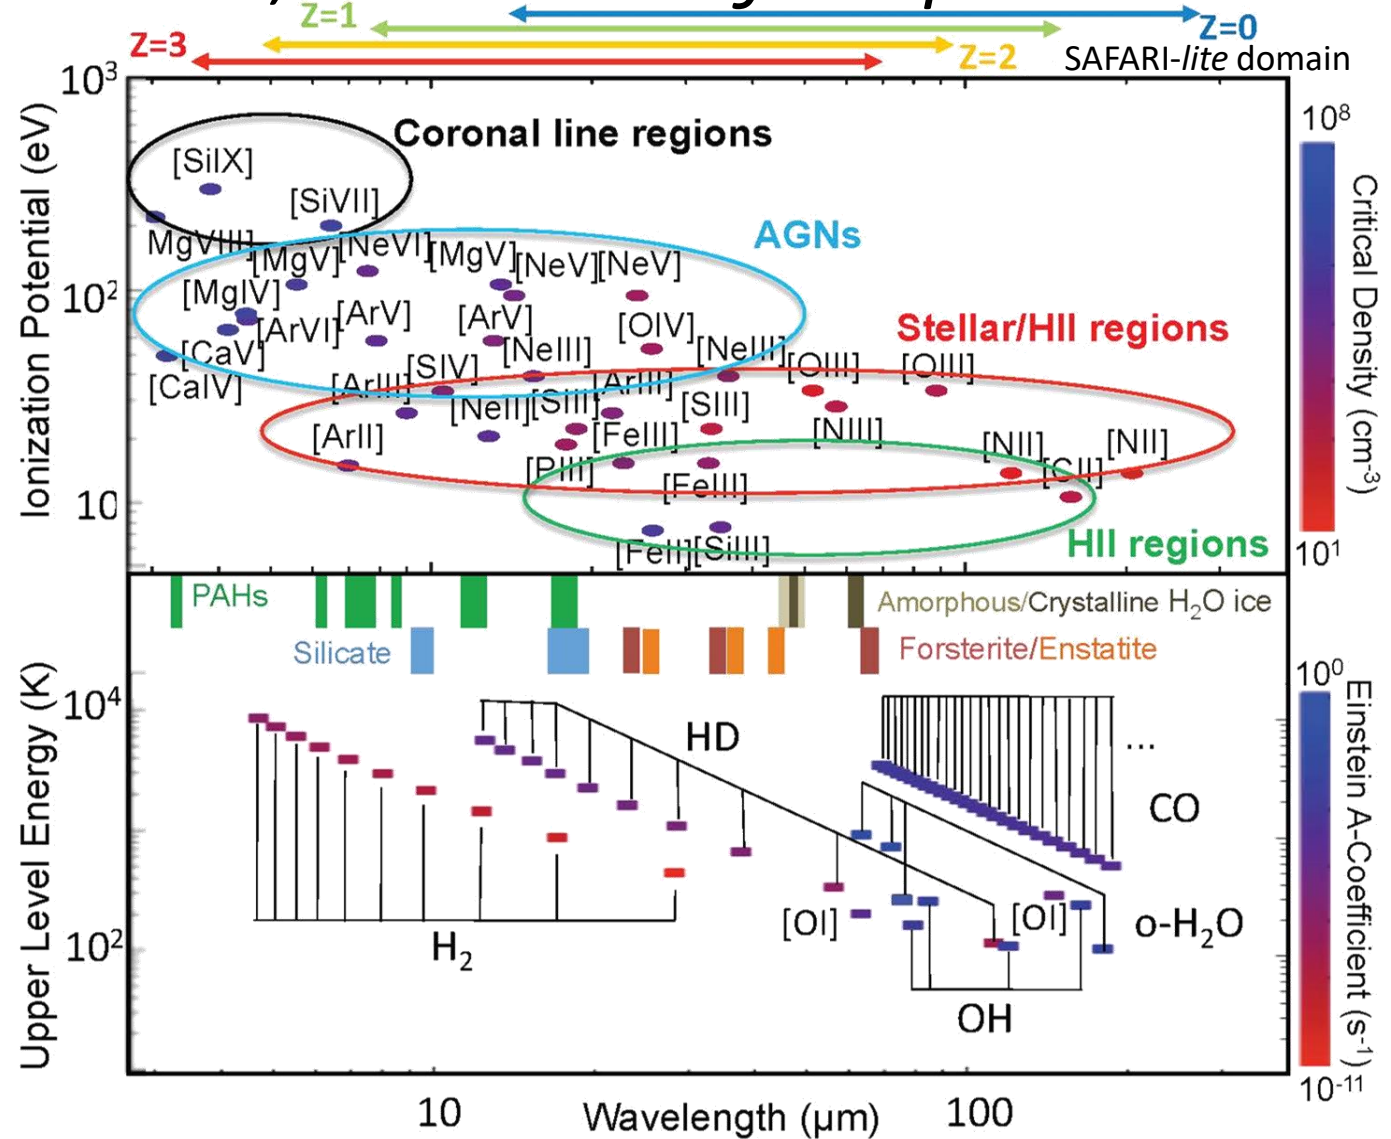 Z=1
Z=0
Z=3
Z=2
SAFARI-lite domain
10³
Coronal line regions
10⁸
[SiIX]
[SiVII]
MgVIII]
[MgV]
[NeVI]
[MgV]
[NeV]
[NeV]
AGNs
10²
[MgIV]
[ArVI]
[ArV]
[ArV]
[OIV]
Stellar/HII regions
[CaV]
[CaIV]
[SIV]
[NeIII]
[NeIII]
[OIII]
[OIII]
[ArIII]
[ArIII]
[NeII]
[SIII]
[SIII]
[ArII]
[FeIII]
[NIII]
[NII]
[NII]
[PIII]
[FeIII]
[CII]
10
[FeII]
[SiII]
HII regions
10¹
Ionization Potential (eV)
Critical Density (cm⁻³)
PAHs
Amorphous/Crystalline H₂O ice
Silicate
Forsterite/Enstatite
10⁰
10⁴
HD
...
CO
[OI]
[OI]
o-H₂O
10²
H₂
OH
10⁻¹¹
Upper Level Energy (K)
Einstein A-Coefficient (s⁻¹)
10
Wavelength (μm)
100